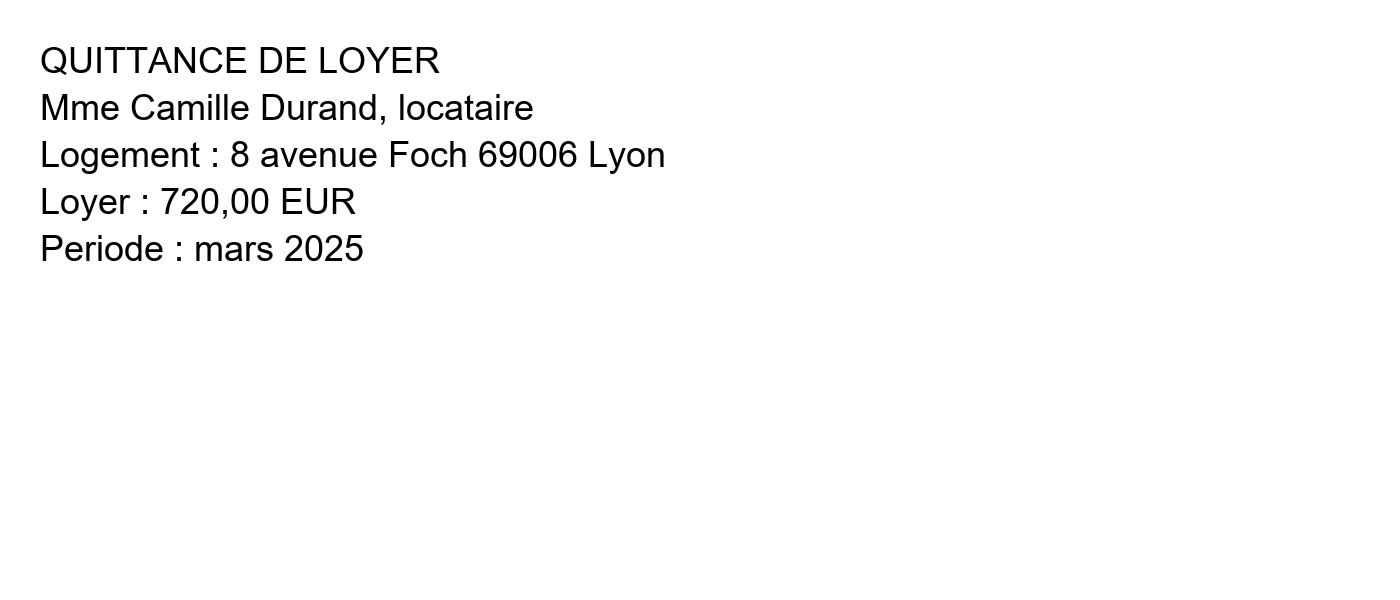 QUITTANCE DE LOYER
Mme Camille Durand, locataire
Logement : 8 avenue Foch 69006 Lyon
Loyer : 720,00 EUR
Periode : mars 2025